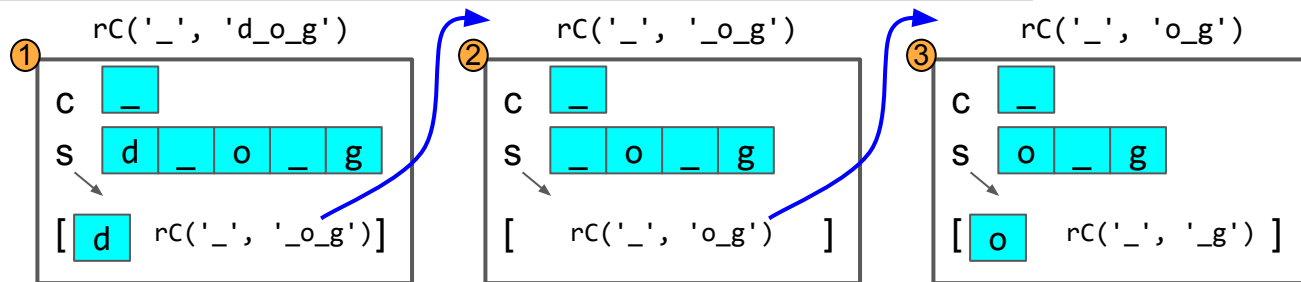 rC('_', 'd_o_g')
1
c _
s d _ o _ g
[ d rC('_', '_o_g') ]
rC('_', '_o_g')
2
c _
s _ o _ g
[ rC('_', 'o_g') ]
rC('_', 'o_g')
3
c _
s o _ g
[ o rC('_', '_g') ]